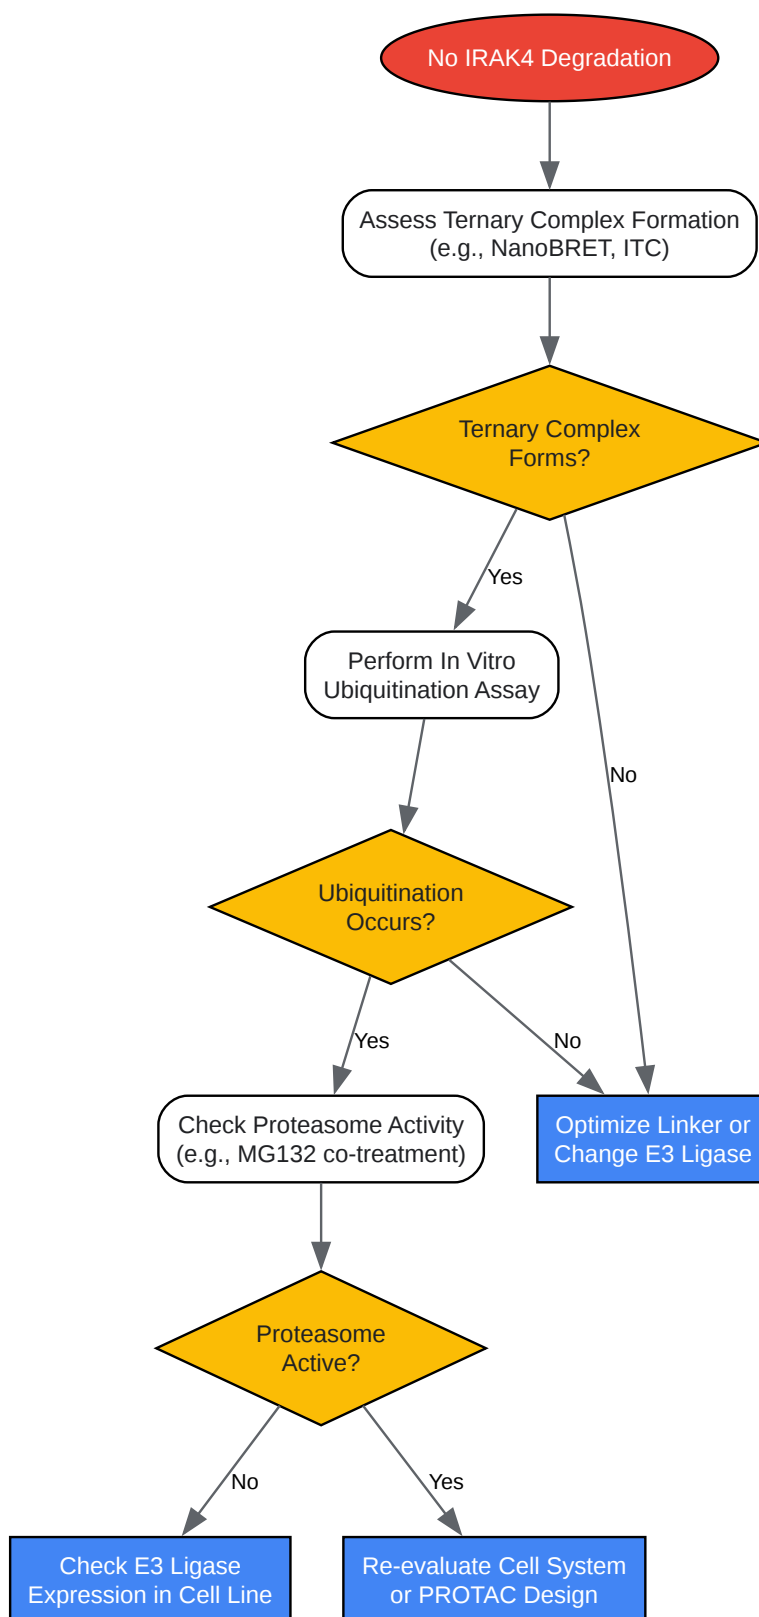 No IRAK4 Degradation
Assess Ternary Complex Formation
(e.g., NanoBRET, ITC)
Ternary Complex
Forms?
Yes
Perform In Vitro
Ubiquitination Assay
No
Ubiquitination
Occurs?
Yes
No
Check Proteasome Activity
(e.g., MG132 co-treatment)
Optimize Linker or
Change E3 Ligase
Proteasome
Active?
No
Yes
Check E3 Ligase
Expression in Cell Line
Re-evaluate Cell System
or PROTAC Design